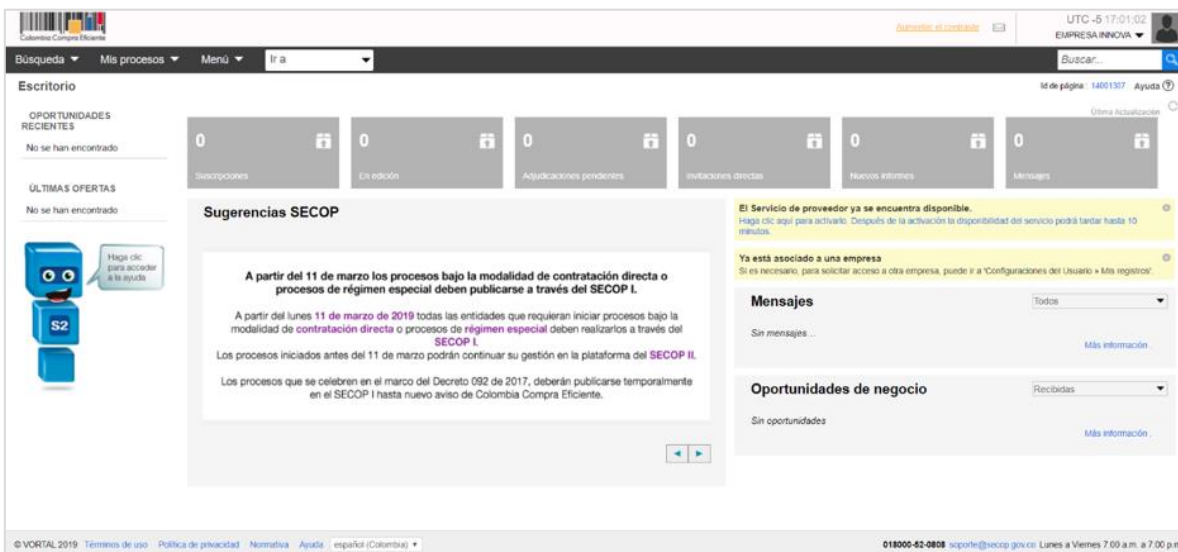 Colombia Compra Eficiente
Aumentar el contraste
UTC -5 17:01:02
EMPRESA INNOVA
Búsqueda Mis procesos Menú Ir a Buscar...
Escritorio
Id de página : 14001307 Ayuda
Última Actualización
OPORTUNIDADES
RECIENTES
No se han encontrado
ÚLTIMAS OFERTAS
No se han encontrado
Haga clic
para acceder
a la ayuda
S2
0 0 0 0 0 0
Suscripciones En edición Adjudicaciones pendientes Invitaciones directas Nuevos informes Mensajes
Sugerencias SECOP
A partir del 11 de marzo los procesos bajo la modalidad de contratación directa o
procesos de régimen especial deben publicarse a través del SECOP I.
A partir del lunes 11 de marzo de 2019 todas las entidades que requieran iniciar procesos bajo la
modalidad de contratación directa o procesos de régimen especial deben realizarlos a través del
SECOP I.
Los procesos iniciados antes del 11 de marzo podrán continuar su gestión en la plataforma del SECOP II.
Los procesos que se celebren en el marco del Decreto 092 de 2017, deberán publicarse temporalmente
en el SECOP I hasta nuevo aviso de Colombia Compra Eficiente.
El Servicio de proveedor ya se encuentra disponible.
Haga clic aquí para activarlo. Después de la activación la disponibilidad del servicio podrá tardar hasta 10
minutos.
Ya está asociado a una empresa
Si es necesario, para solicitar acceso a otra empresa, puede ir a 'Configuraciones del Usuario » Mis registros'.
Mensajes Todos
Sin mensajes ...
Más información .
Oportunidades de negocio Recibidas
Sin oportunidades
Más información .
© VORTAL 2019 Términos de uso Política de privacidad Normativa Ayuda español (Colombia)
018000-52-0808 soporte@secop.gov.co Lunes a Viernes 7:00 a.m. a 7:00 p.m